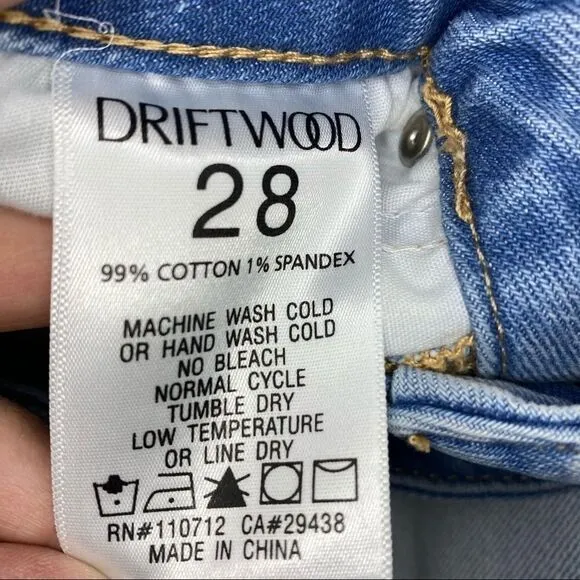 DRIFTWOOD
28
99% COTTON 1% SPANDEX
MACHINE WASH COLD
OR HAND WASH COLD
NO BLEACH
NORMAL CYCLE
TUMBLE DRY
LOW TEMPERATURE
OR LINE DRY
RN#110712 CA#29438
MADE IN CHINA